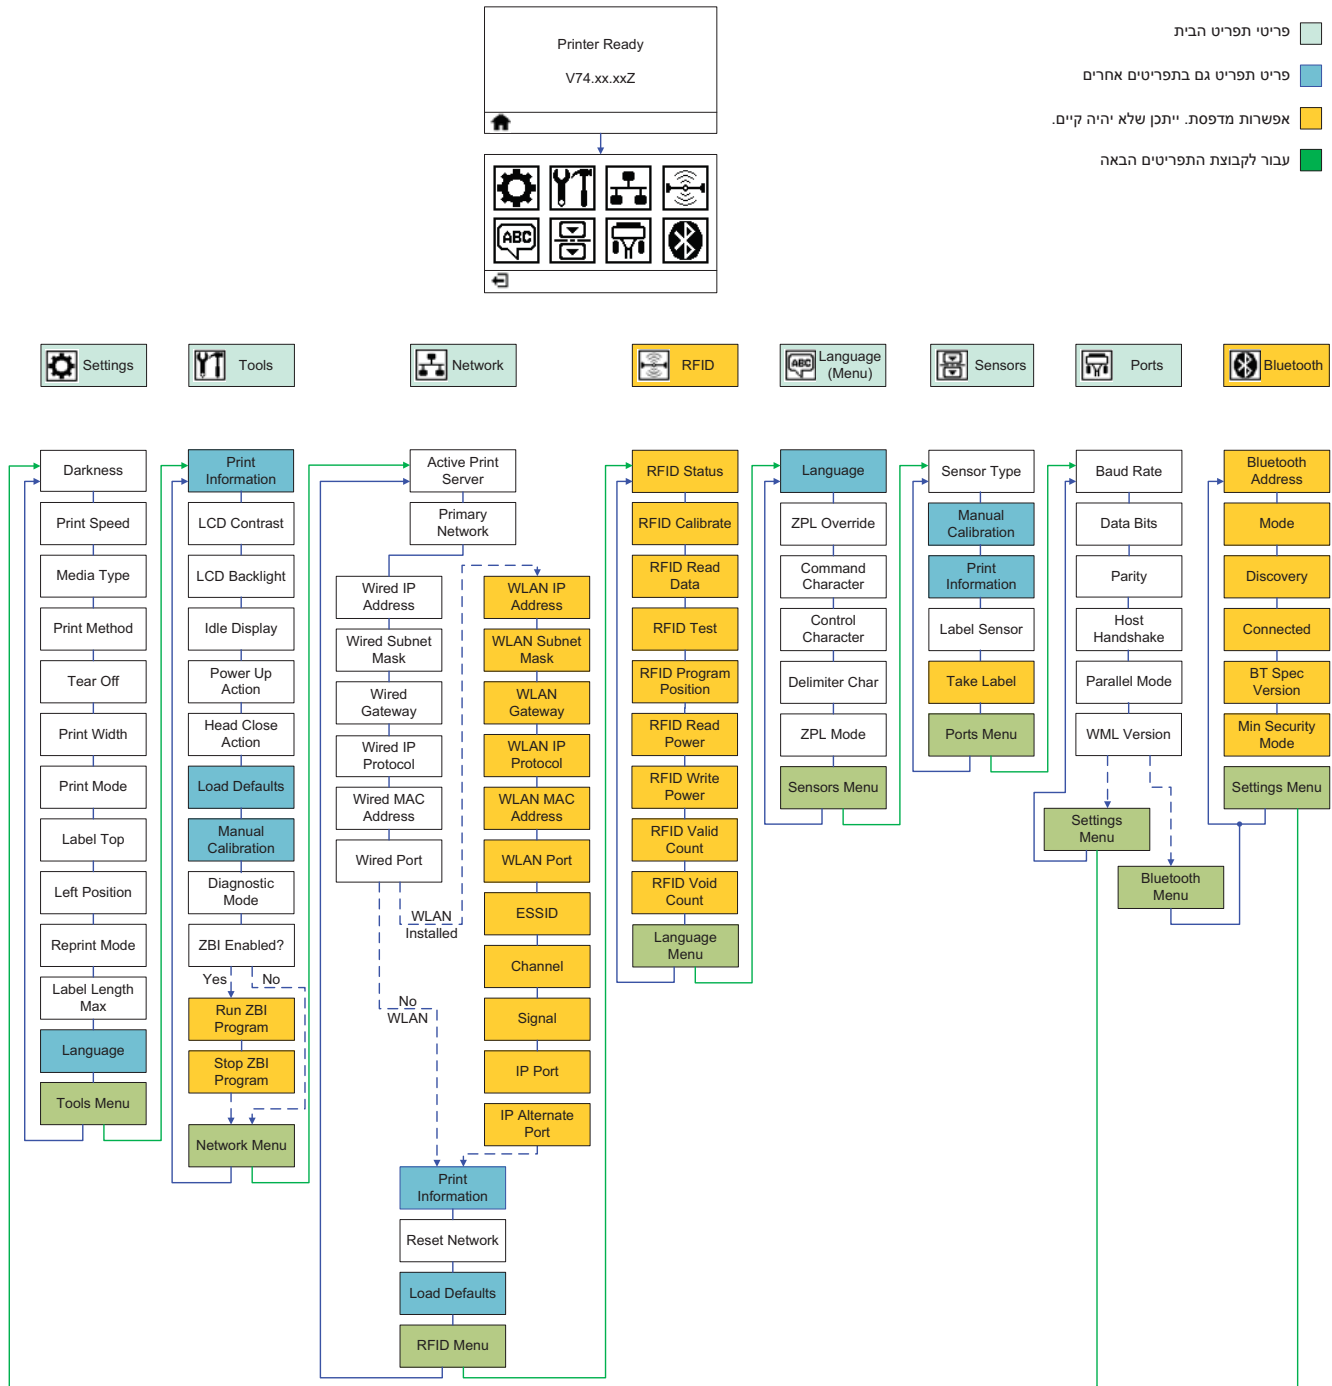 Printer Ready
V74.xx.xxZ
פריטי תפריט הבית
פריט תפריט גם בתפריטים אחרים
אפשרות מדפסת. ייתכן שלא יהיה קיים.
עבור לקבוצת התפריטים הבאה
ABC
Settings
Tools
Network
RFID
ABC
Language
(Menu)
Sensors
Ports
Bluetooth
Darkness
Print Speed
Media Type
Print Method
Tear Off
Print Width
Print Mode
Label Top
Left Position
Reprint Mode
Label Length
Max
Language
Tools Menu
Print
Information
LCD Contrast
LCD Backlight
Idle Display
Power Up
Action
Head Close
Action
Load Defaults
Manual
Calibration
Diagnostic
Mode
ZBI Enabled?
Yes
No
Run ZBI
Program
Stop ZBI
Program
Network Menu
Active Print
Server
Primary
Network
Wired IP
Address
Wired Subnet
Mask
Wired
Gateway
Wired IP
Protocol
Wired MAC
Address
Wired Port
WLAN
Installed
No
WLAN
WLAN IP
Address
WLAN Subnet
Mask
WLAN
Gateway
WLAN IP
Protocol
WLAN MAC
Address
WLAN Port
ESSID
Channel
Signal
IP Port
IP Alternate
Port
Print
Information
Reset Network
Load Defaults
RFID Menu
RFID Status
RFID Calibrate
RFID Read
Data
RFID Test
RFID Program
Position
RFID Read
Power
RFID Write
Power
RFID Valid
Count
RFID Void
Count
Language
Menu
Language
ZPL Override
Command
Character
Control
Character
Delimiter Char
ZPL Mode
Sensors Menu
Sensor Type
Manual
Calibration
Print
Information
Label Sensor
Take Label
Ports Menu
Baud Rate
Data Bits
Parity
Host
Handshake
Parallel Mode
WML Version
Settings
Menu
Bluetooth
Menu
Bluetooth
Address
Mode
Discovery
Connected
BT Spec
Version
Min Security
Mode
Settings Menu